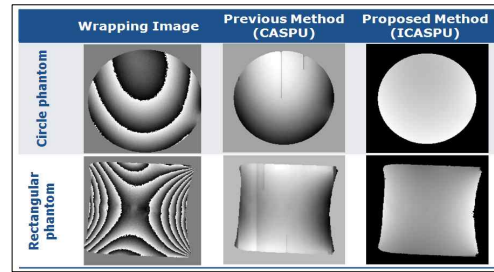 Wrapping Image
Previous Method
(CASPU)
Proposed Method
(ICASPU)
Circle phantom
Rectangular
phantom